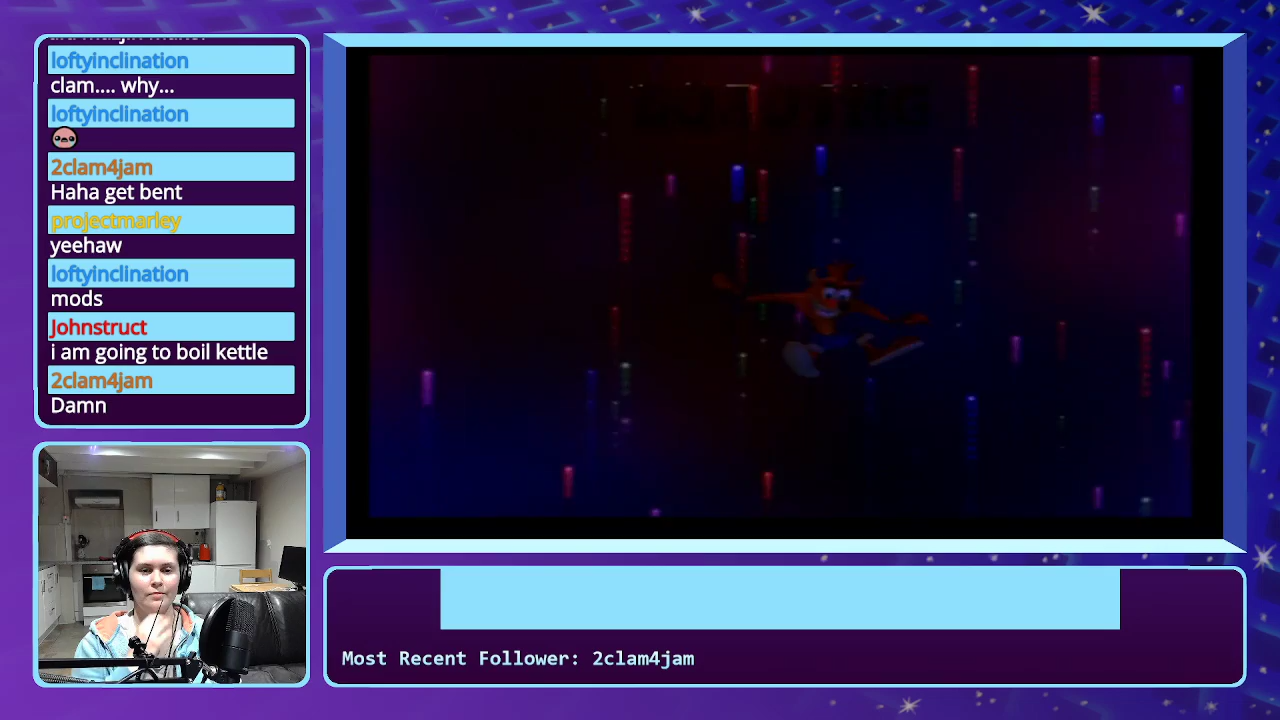 loftyinclination
clam.... why...
loftyinclination
2clam4jam
Haha get bent
projectmarley
yeehaw
loftyinclination
mods
Johnstruct
i am going to boil kettle
2clam4jam
Damn
Most Recent Follower: 2clam4jam